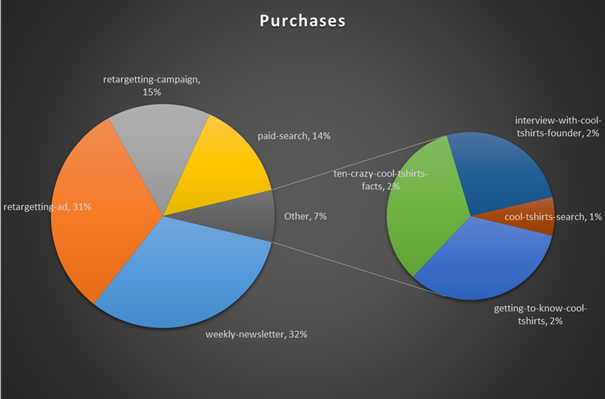 Purchases
retargetting-campaign,
15%
paid-search, 14%
interview-with-cool-
tshirts-founder, 2%
ten-crazy-cool-tshirts-
facts, 2%
retargetting-ad, 31%
Other, 7%
cool-tshirts-search, 1%
getting-to-know-cool-
tshirts, 2%
weekly-newsletter, 32%